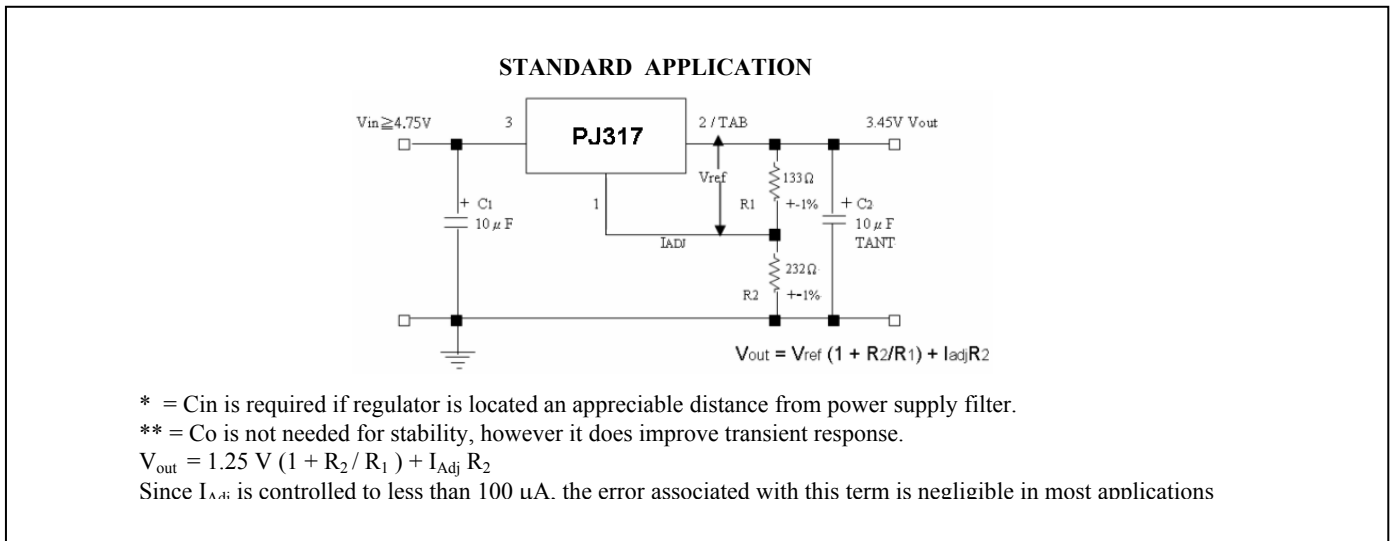 STANDARD APPLICATION
Vin≧4.75V
3
PJ317
2 / TAB
3.45V Vout
Vref
133Ω
R1
+-1%
+ C1
10 μ F
1
+ C2
10 μ F
TANT
IADJ
232Ω
R2
+-1%
Vout = Vref (1 + R2/R1) + IadjR2
* = Cin is required if regulator is located an appreciable distance from power supply filter.
** = Co is not needed for stability, however it does improve transient response.
Vout = 1.25 V (1 + R2 / R1 ) + IAdj R2
Since IAdj is controlled to less than 100 μA, the error associated with this term is negligible in most applications